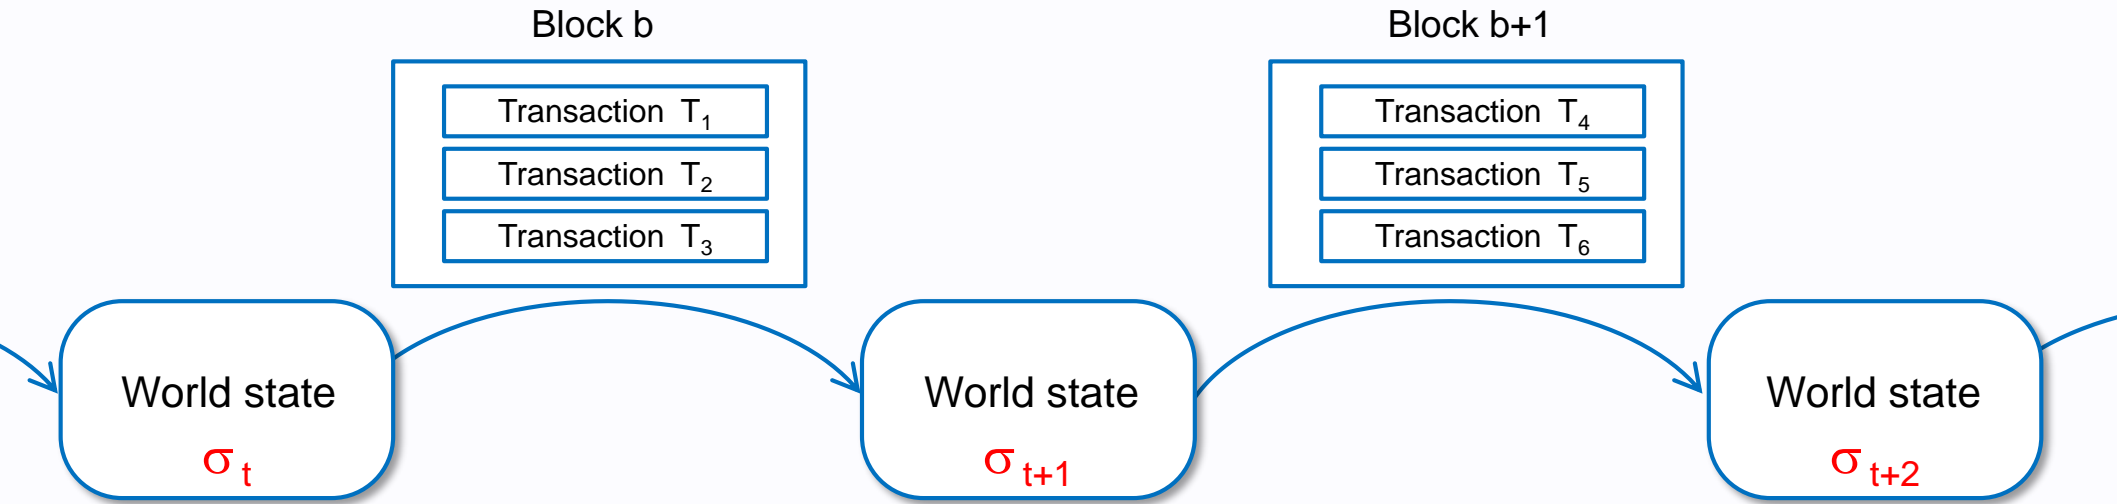 Block b
Transaction T₁
Transaction T₂
Transaction T₃
Block b+1
Transaction T₄
Transaction T₅
Transaction T₆
World state
σ t
World state
σ t+1
World state
σ t+2